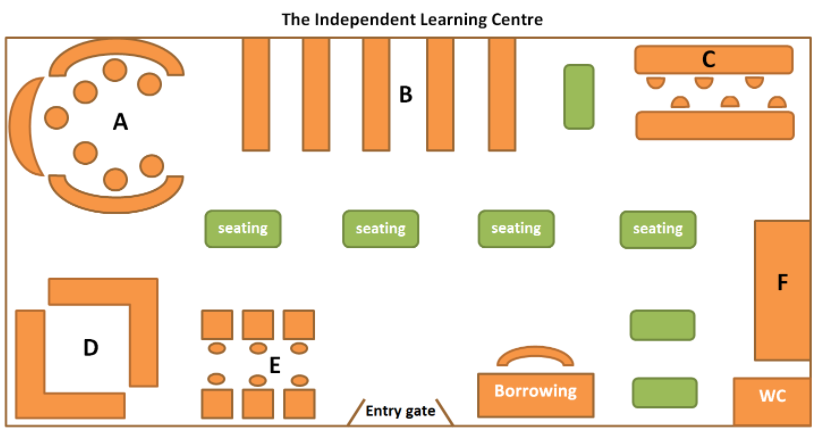 The Independent Learning Centre
A
B
C
seating
seating
seating
seating
F
D
E
Borrowing
WC
Entry gate